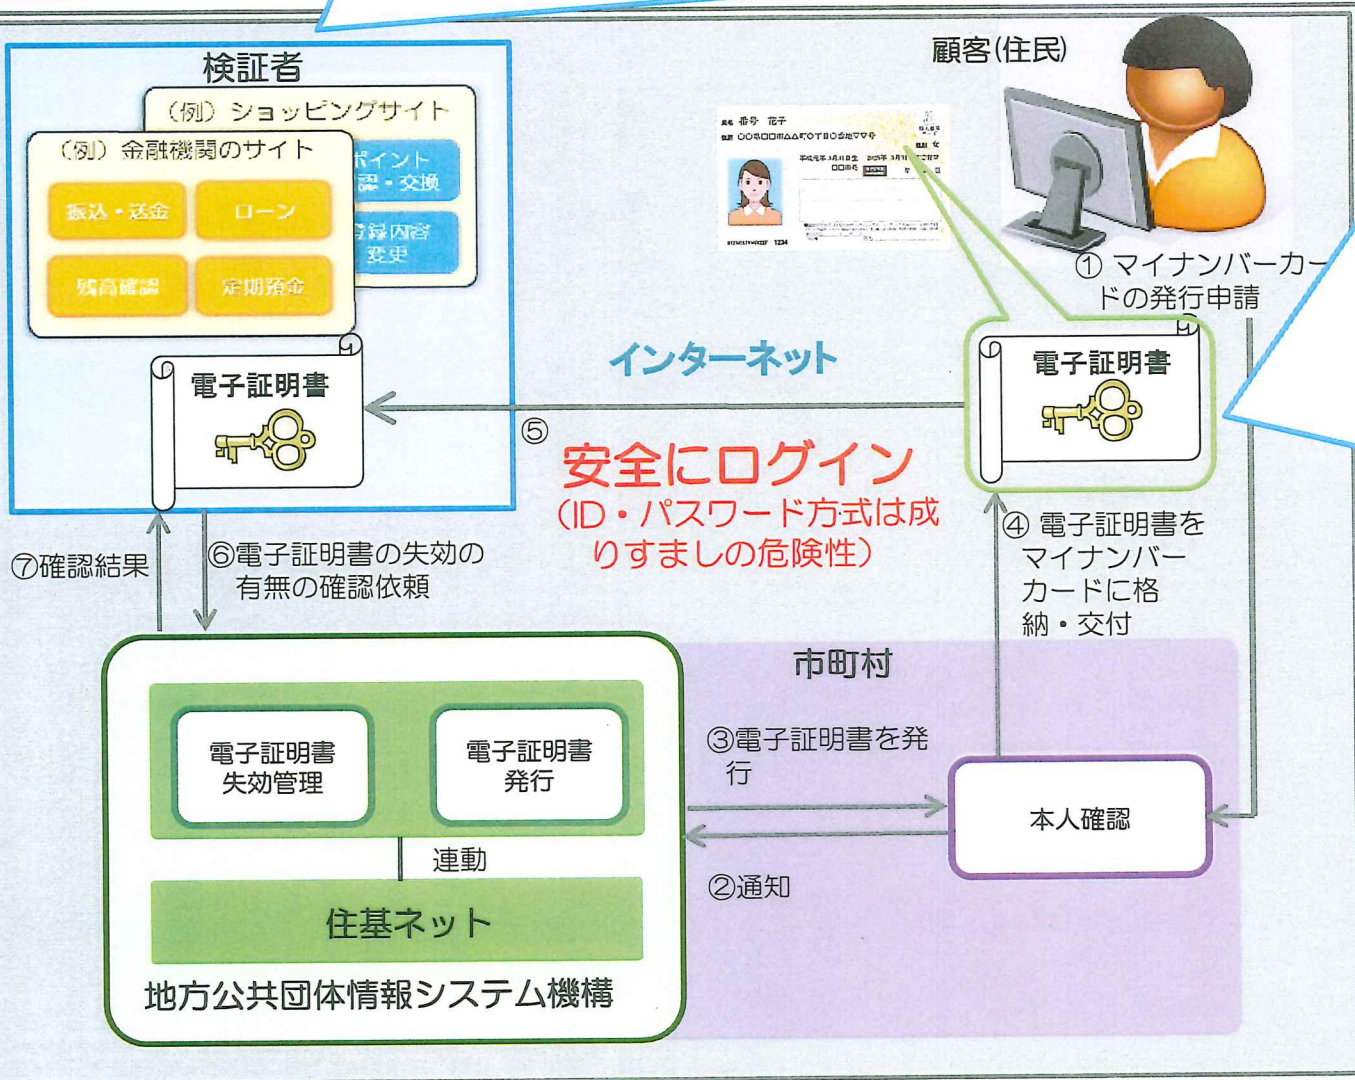 検証者
(例)ショッピングサイト
ポイント
認・交換
登録内容
変更
(例)金融機関のサイト
振込・送金
ローン
残高確認
定期預金
電子証明書
顧客(住民)
氏名 番号 花子
1234
① マイナンバーカー
ドの発行申請
電子証明書
インターネット
⑤
安全にログイン
(ID・パスワード方式は成
りすましの危険性)
④ 電子証明書を
マイナンバー
カードに格
納・交付
⑦確認結果
⑥電子証明書の失効の
有無の確認依頼
市町村
電子証明書
失効管理
電子証明書
発行
③電子証明書を発
行
本人確認
連動
②通知
住基ネット
地方公共団体情報システム機構